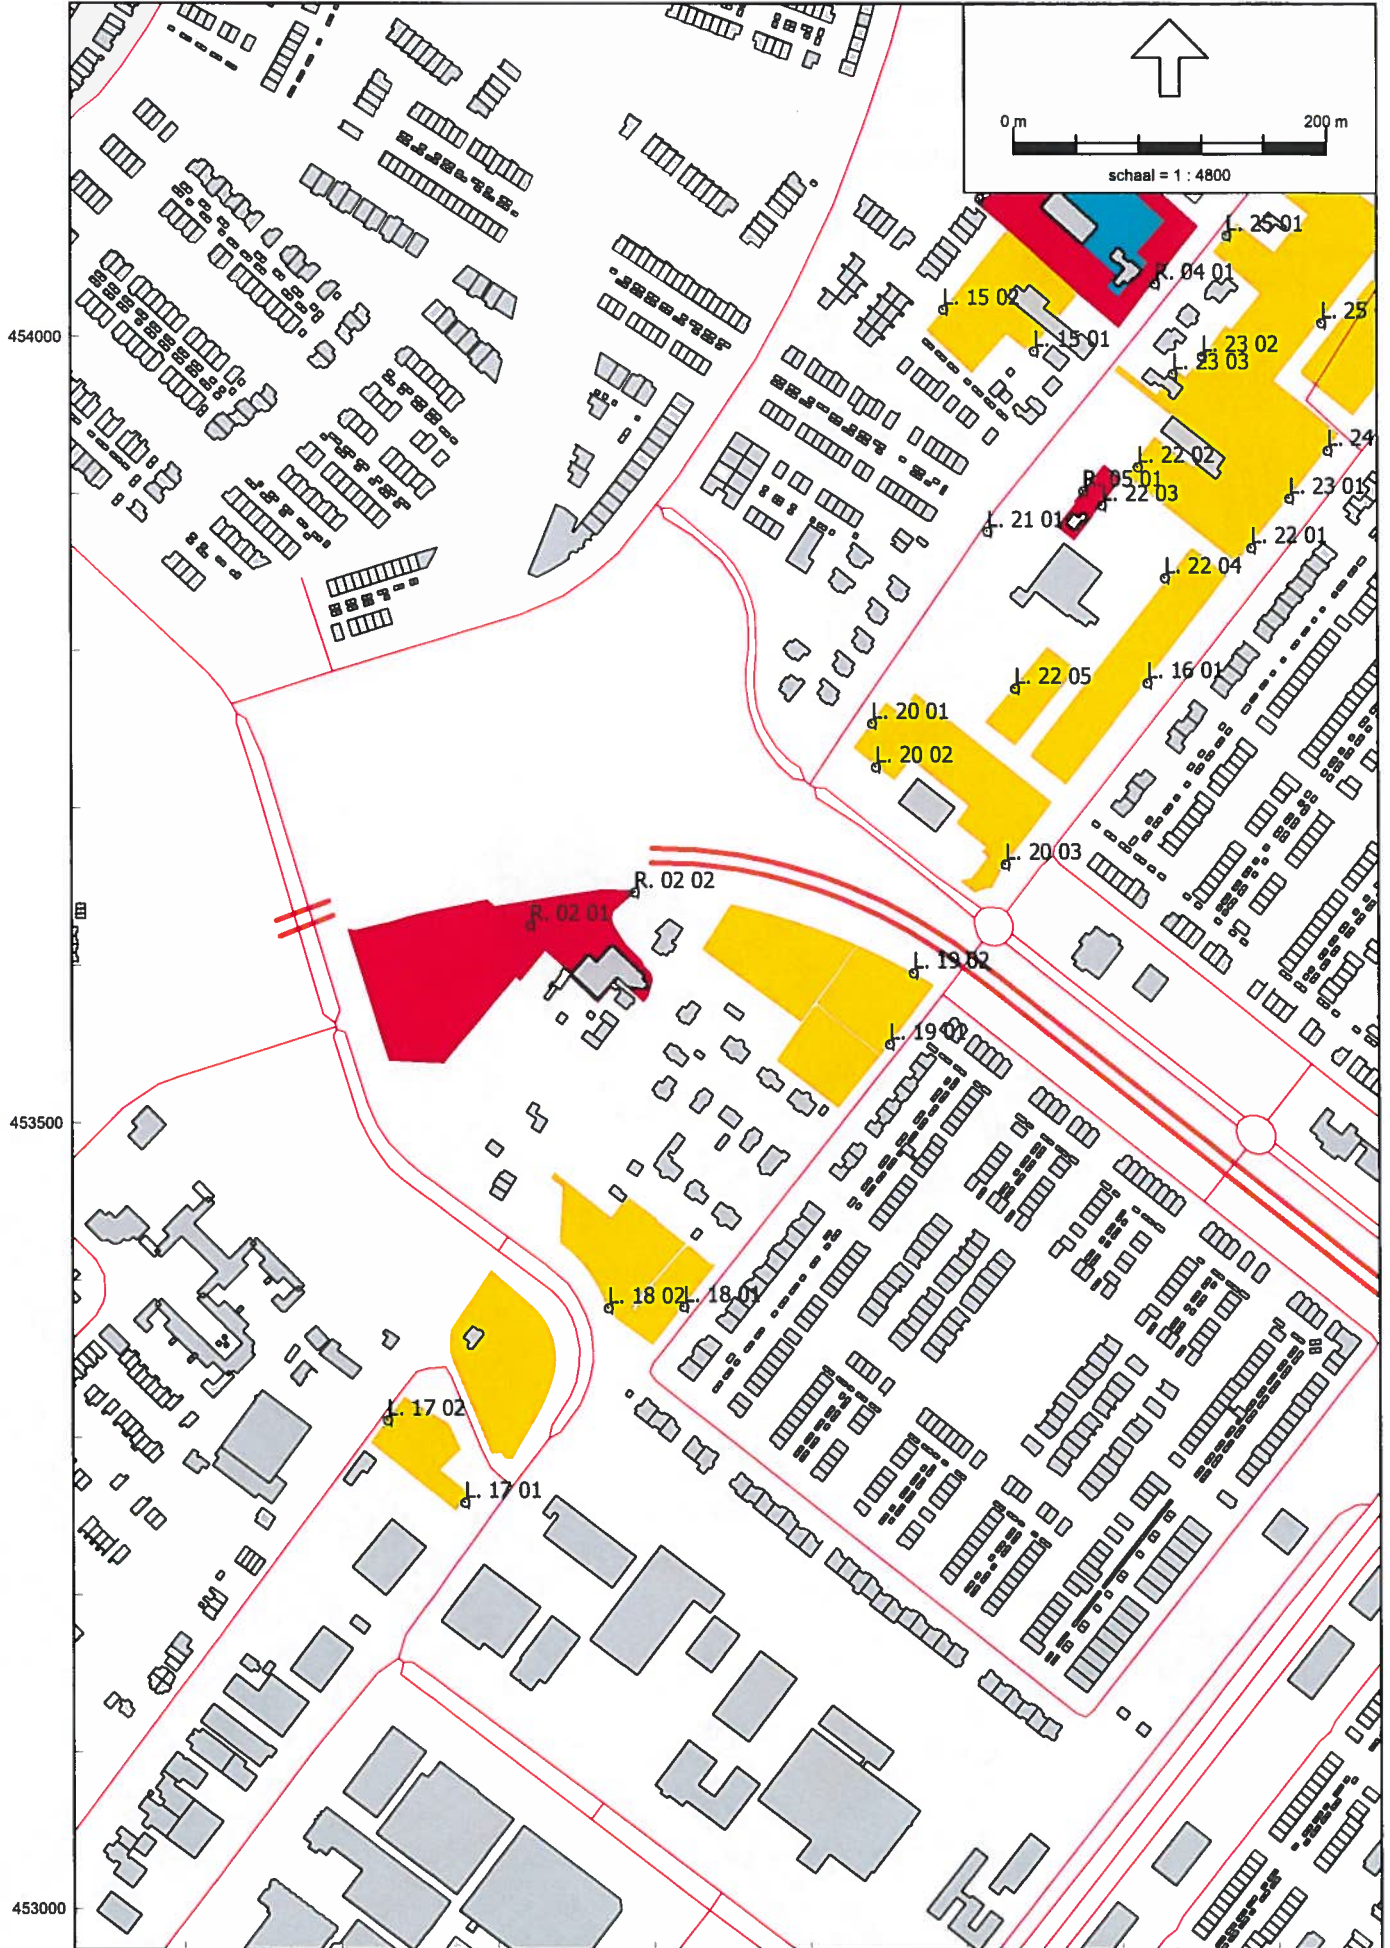 0 m 200 m
schaal = 1 : 4800
L. 25 01
R. 04 01
L. 15 02
L. 25
454000
L. 15 01
L. 23 02
L. 23 03
L. 24
L. 22 02
R. 05 01
L. 22 03
L. 23 01
L. 21 01
L. 22 01
L. 22 04
L. 22 05
L. 16 01
L. 20 01
L. 20 02
L. 20 03
R. 02 02
R. 02 01
L. 19 02
L. 19 01
453500
L. 18 02
L. 18 01
L. 17 02
L. 17 01
453000